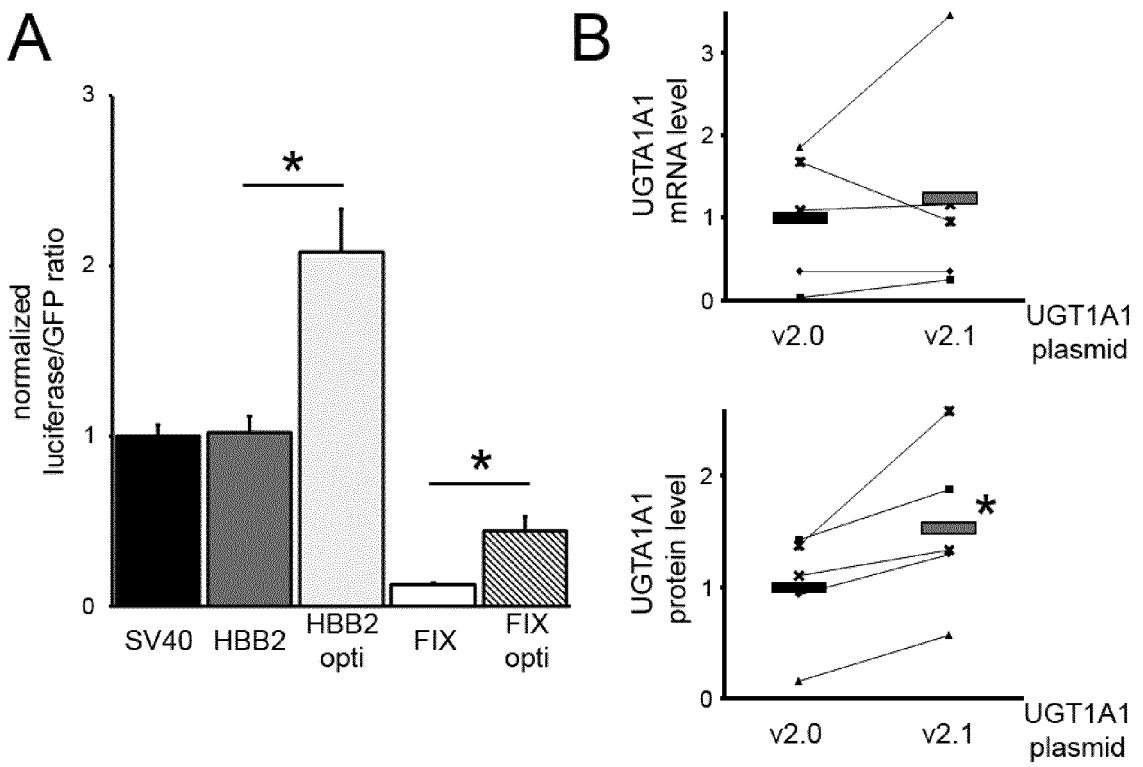 A
normalized
luciferase/GFP ratio
3
2
1
0
*
*
SV40
HBB2
HBB2
opti
FIX
FIX
opti
B
UGTA1A1
mRNA level
3
2
1
0
v2.0
v2.1
UGT1A1
plasmid
UGTA1A1
protein level
2
1
0
*
v2.0
v2.1
UGT1A1
plasmid